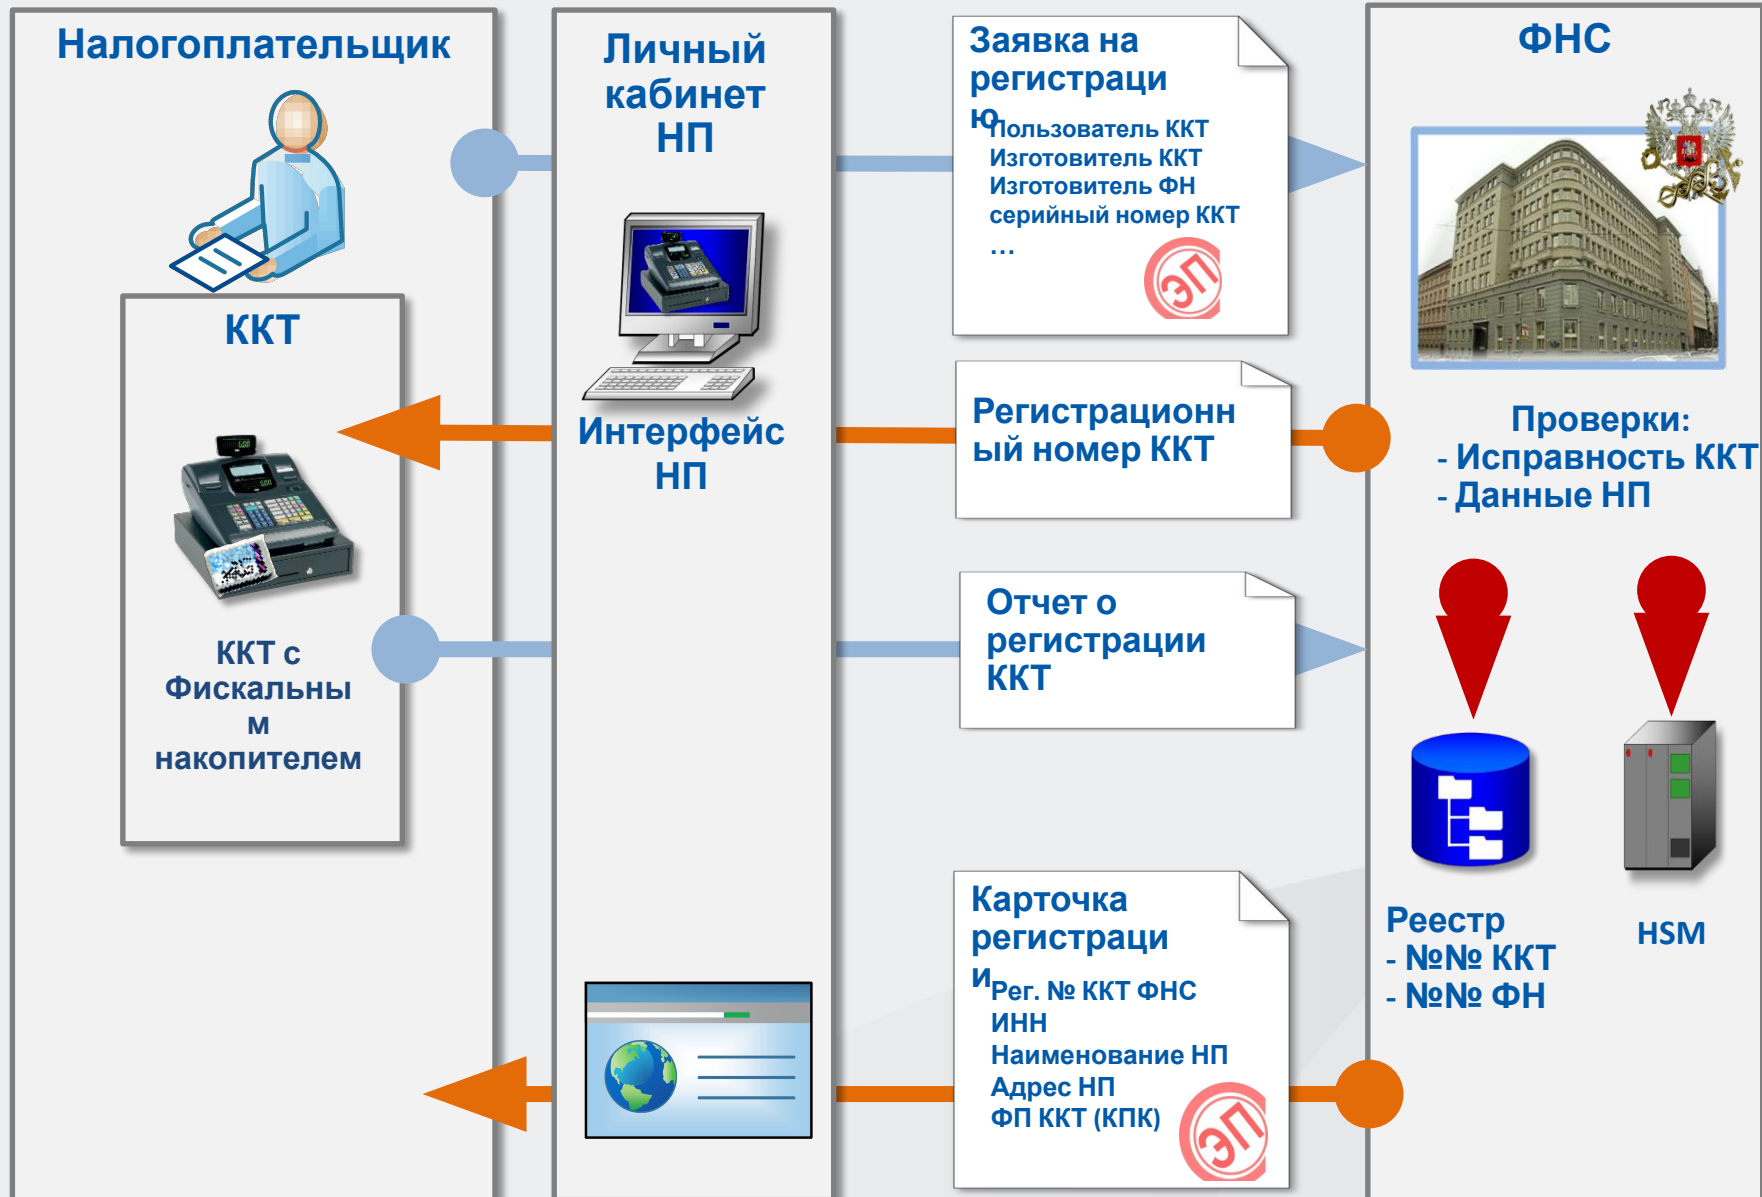 Налогоплательщик
ККТ
ККТ с
Фискальны
м
накопителем
Личный
кабинет
НП
Интерфейс
НП
Заявка на
регистраци
ю
Пользователь ККТ
Изготовитель ККТ
Изготовитель ФН
серийный номер ККТ
…
ЭП
Регистрационн
ый номер ККТ
Отчет о
регистрации
ККТ
Карточка
регистраци
и
Рег. № ККТ ФНС
ИНН
Наименование НП
Адрес НП
ФП ККТ (КПК)
ЭП
ФНС
Проверки:
- Исправность ККТ
- Данные НП
Реестр
- №№ ККТ
- №№ ФН
HSM